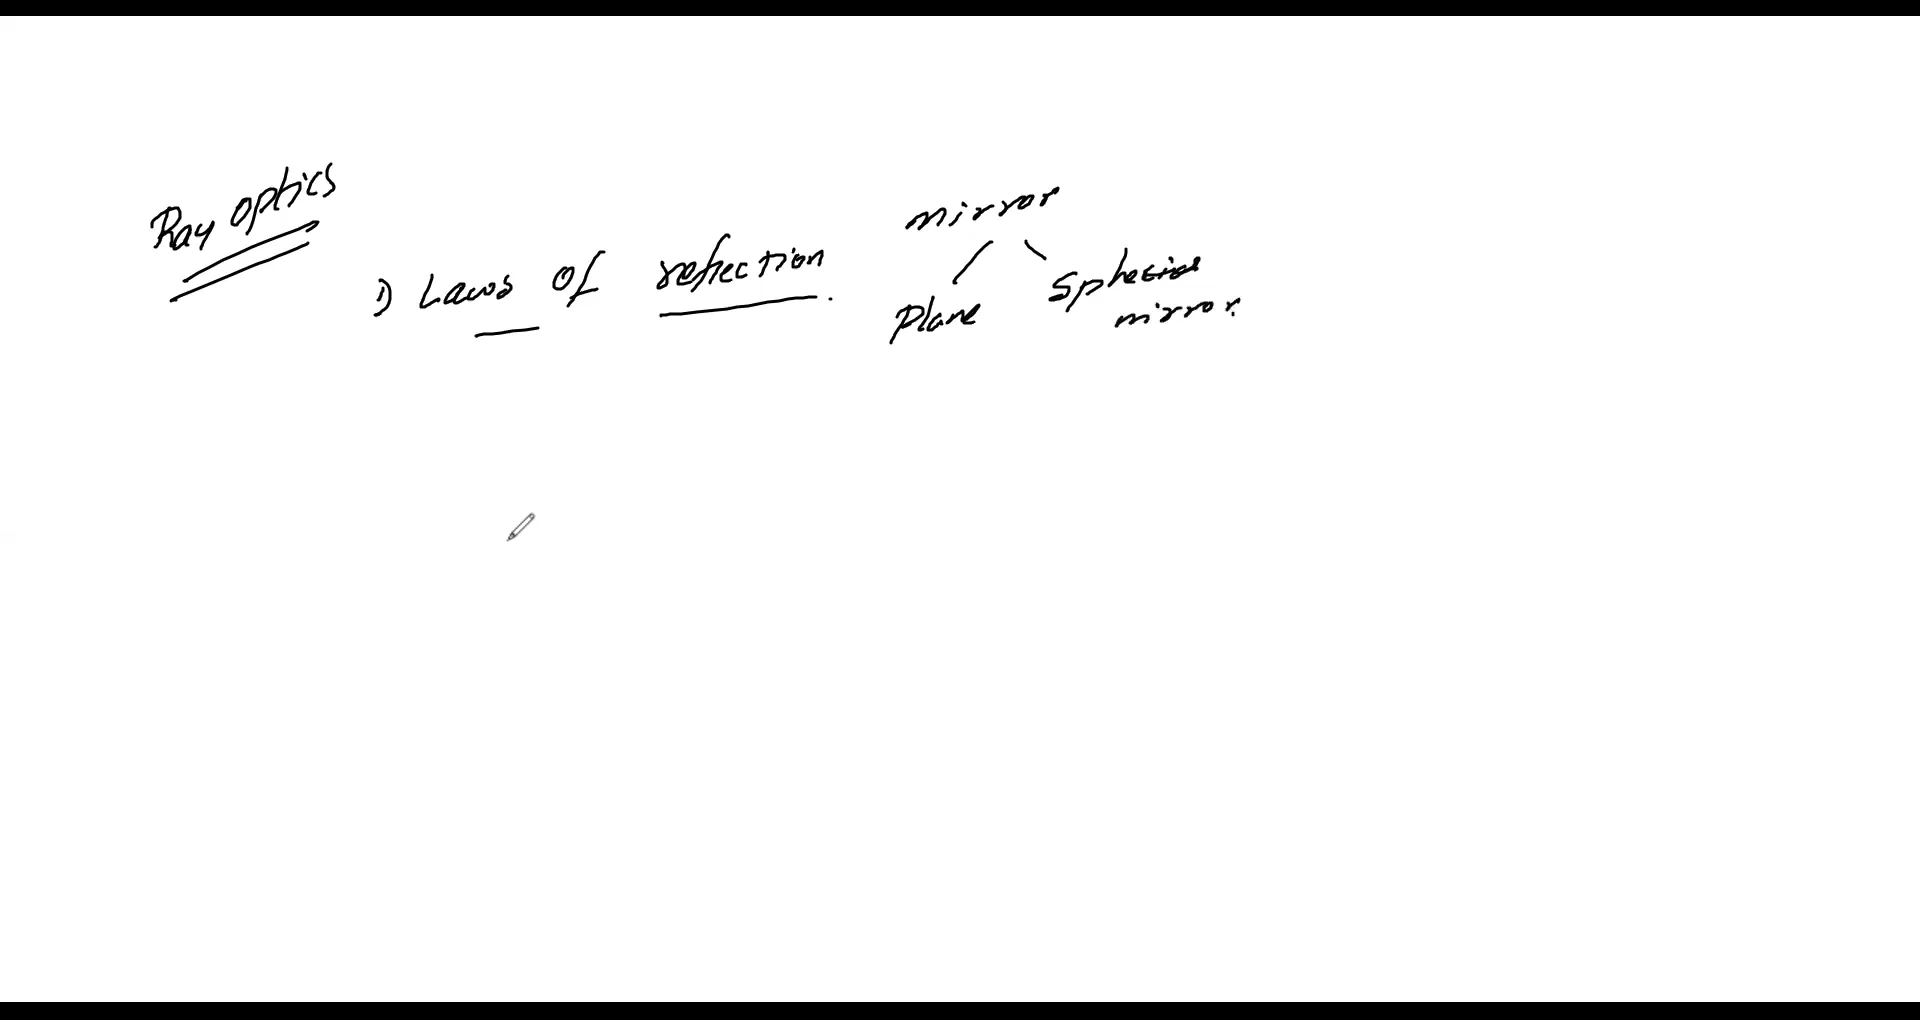 Ray optics
1) Laws of reflection.
mirror
Plane
Spherical
mirror.